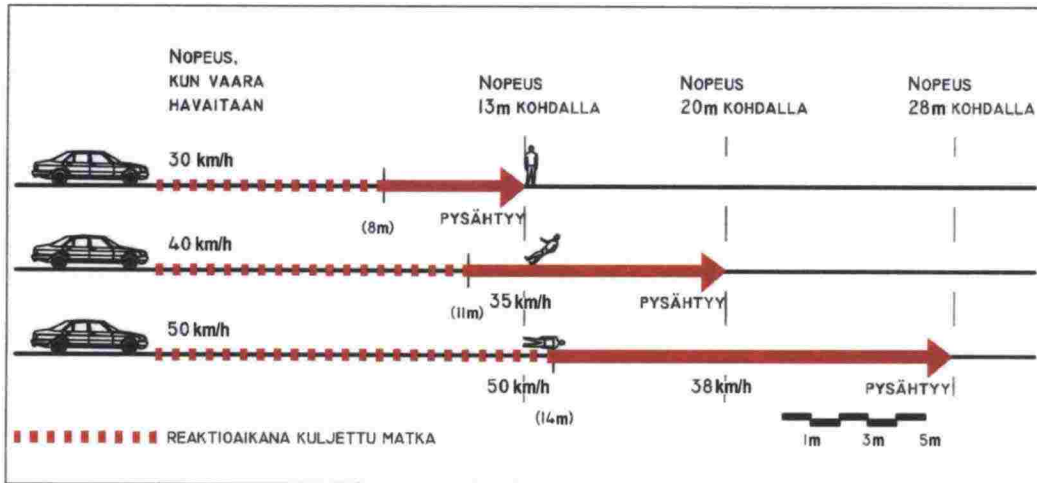 NOPEUS,
KUN VAARA
HAVAITAAN
NOPEUS
13m KOHDALLA
NOPEUS
20m KOHDALLA
NOPEUS
28m KOHDALLA
30 km/h
(8m)
PYSÄHTYY
40 km/h
(11m)
35 km/h
PYSÄHTYY
50 km/h
50 km/h
(14m)
38 km/h
PYSÄHTYY
REAKTIOAIKANA KULJETTU MATKA
1m 3m 5m